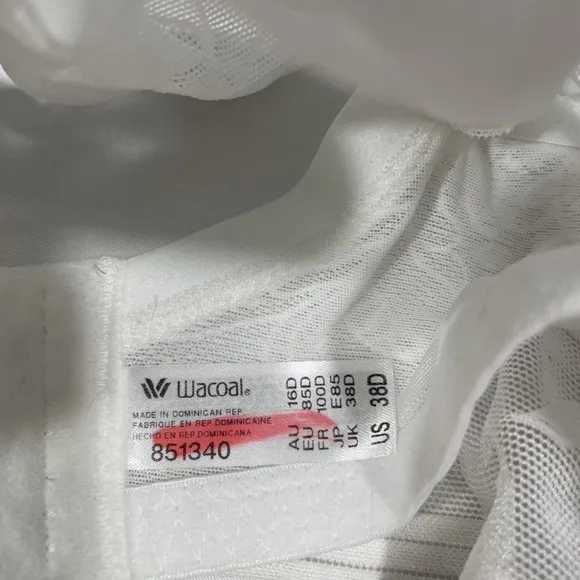 Wacoal®
MADE IN DOMINICAN REP
FABRIQUE EN REP DOMINICAINE
HECHO EN REP DOMINICANA
851340
AU 16D
EU 85D
FR 100D
JP E85
UK 38D
US 38D